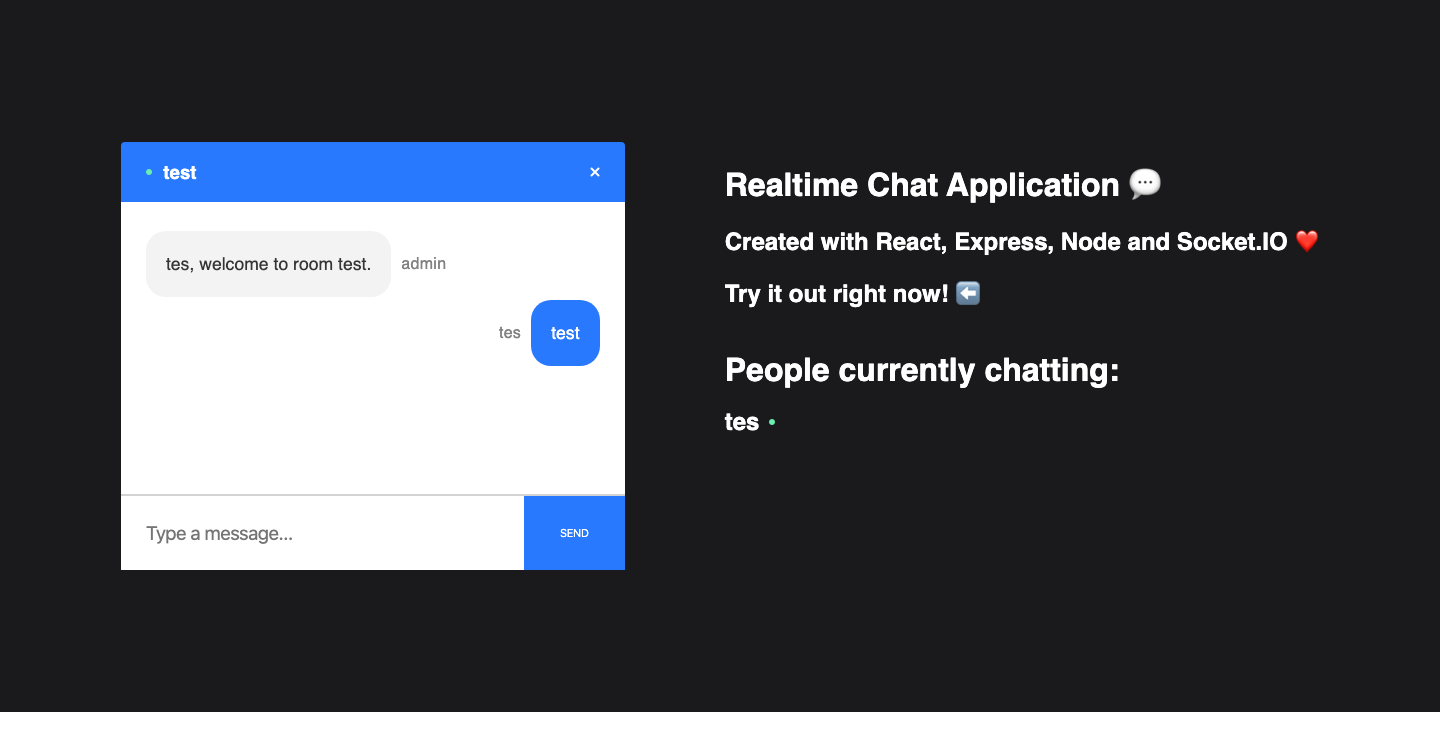 test ×
tes, welcome to room test. admin
tes test
Type a message...
SEND
Realtime Chat Application 💬
Created with React, Express, Node and Socket.IO ❤️
Try it out right now! ⬅️
People currently chatting:
tes